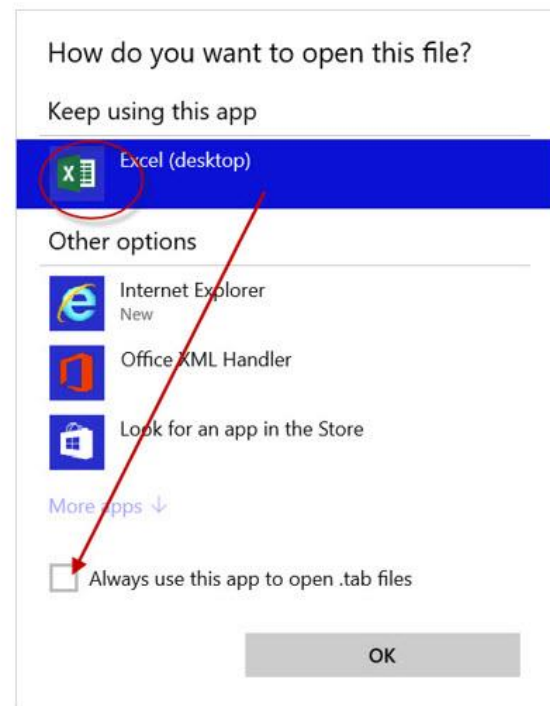 How do you want to open this file?
Keep using this app
Excel (desktop)
Other options
Internet Explorer
New
Office XML Handler
Look for an app in the Store
More apps ↓
Always use this app to open .tab files
OK